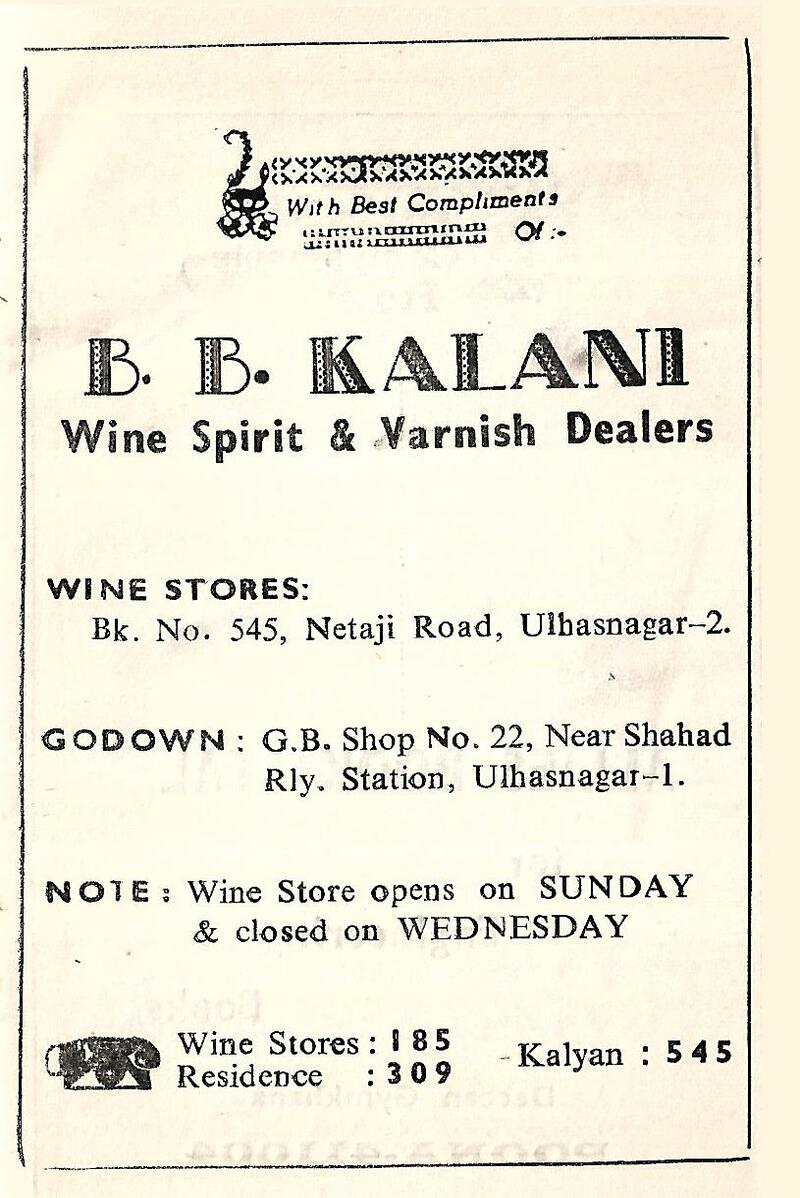 With Best Compliments
Of :-
B. B. KALANI
Wine Spirit & Varnish Dealers
WINE STORES:
Bk. No. 545, Netaji Road, Ulhasnagar-2.
GODOWN : G.B. Shop No. 22, Near Shahad
Rly. Station, Ulhasnagar-1.
NOTE : Wine Store opens on SUNDAY
& closed on WEDNESDAY
Wine Stores : 185
Residence : 309
- Kalyan : 545